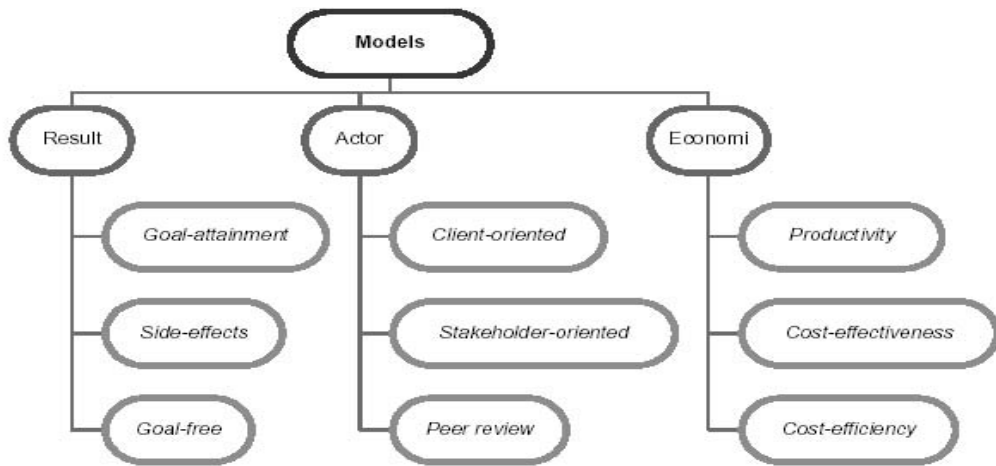 Models
Result
Actor
Economi
Goal-attainment
Client-oriented
Productivity
Side-effects
Stakeholder-oriented
Cost-effectiveness
Goal-free
Peer review
Cost-efficiency